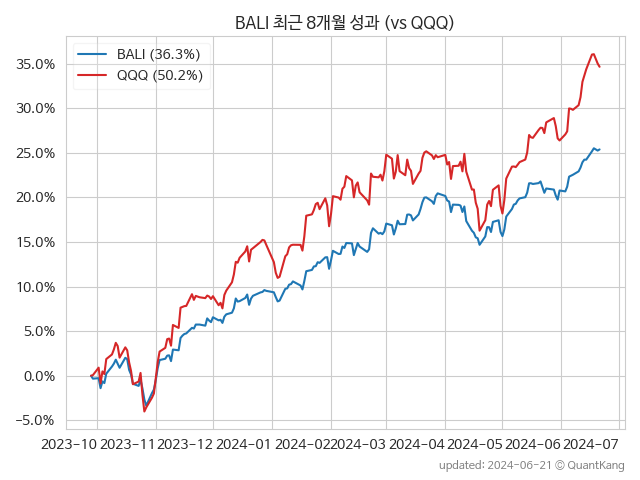 BALI 최근 8개월 성과 (vs QQQ)
BALI (36.3%)
QQQ (50.2%)
35.0%
30.0%
25.0%
20.0%
15.0%
10.0%
5.0%
0.0%
−5.0%
2023-10 2023-11 2023-12 2024-01 2024-02 2024-03 2024-04 2024-05 2024-06 2024-07
updated: 2024-06-21 © QuantKang